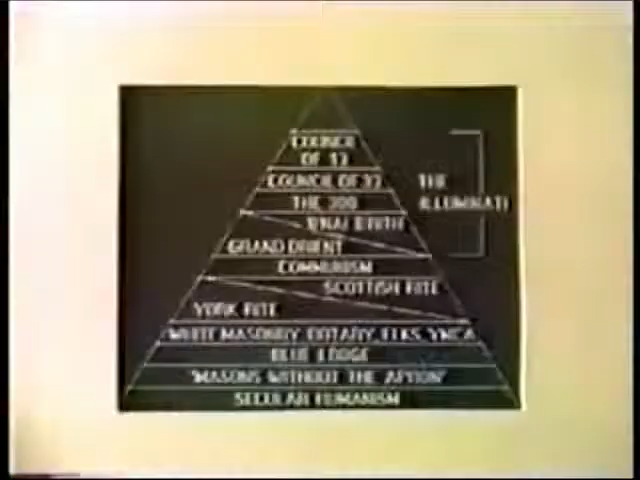 COUNCIL
OF 13
COUNCIL OF 33
THE 300
B'NAI B'RITH
GRAND ORIENT
COMMUNISM
SCOTTISH RITE
YORK RITE
WHITE MASONRY, ROTARY, ELKS, YMCA
BLUE LODGE
"MASONS WITHOUT THE APRON"
SECULAR HUMANISM
THE
ILLUMINATI